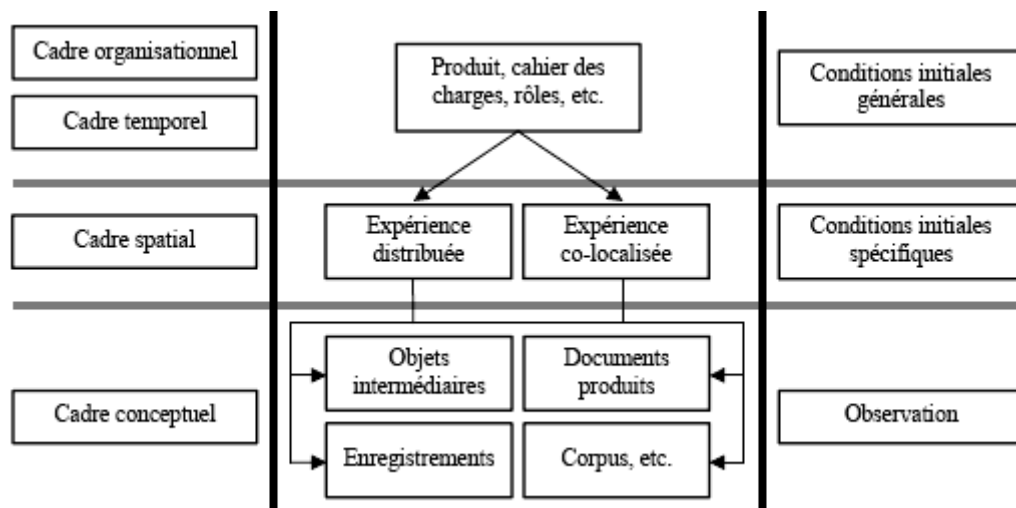 Cadre organisationnel
Cadre temporel
Produit, cahier des
charges, rôles, etc.
Conditions initiales
générales
Cadre spatial
Expérience
distribuée
Expérience
co-localisée
Conditions initiales
spécifiques
Cadre conceptuel
Objets
intermédiaires
Documents
produits
Enregistrements
Corpus, etc.
Observation